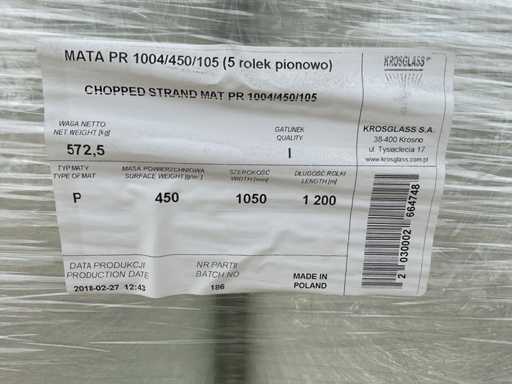 MATA PR 1004/450/105 (5 rolek pionowo)
CHOPPED STRAND MAT PR 1004/450/105
KROSGLASS
WAGA NETTO
NET WEIGHT [kg]
572,5
GATUNEK
QUALITY
I
KROSGLASS S.A.
38-400 Krosno
ul. Tysiaclecia 17
www.krosglass.com.pl
TYP MATY
TYPE OF MAT
P
MASA POWIERZCHNIOWA
SURFACE WEIGHT [g/m²]
450
SZEROKOŚĆ
WIDTH [mm]
1050
DŁUGOŚĆ ROLKI
LENGTH [m]
1 200
2 030002 664748
DATA PRODUKCJI
PRODUCTION DATE
2018-02-27 12:43
NR PARTII
BATCH NO
186
MADE IN
POLAND